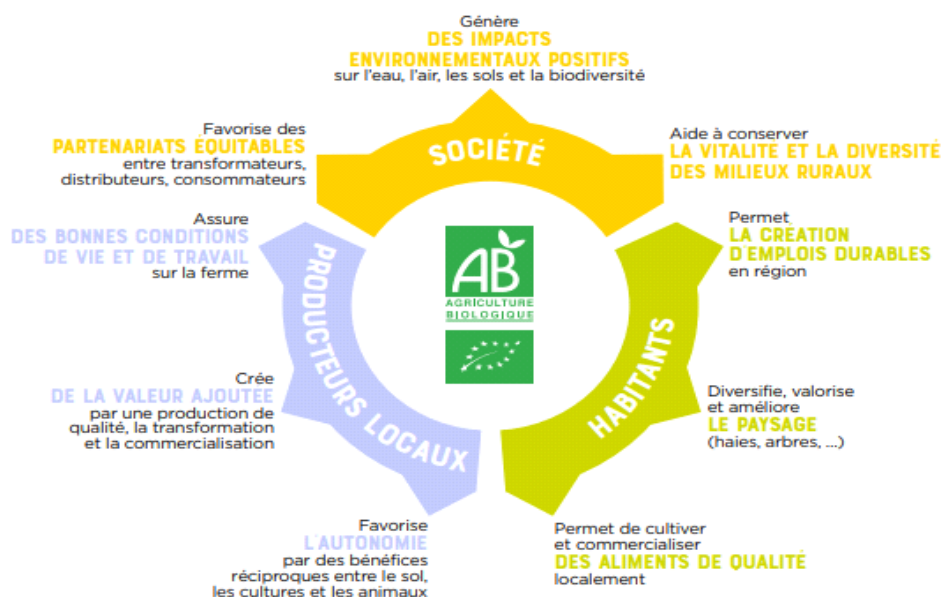 Génère
DES IMPACTS
ENVIRONNEMENTAUX POSITIFS
sur l'eau, l'air, les sols et la biodiversité
Favorise des
PARTENARIATS ÉQUITABLES
entre transformateurs,
distributeurs, consommateurs
SOCIÉTÉ
Aide à conserver
LA VITALITÉ ET LA DIVERSITÉ
DES MILIEUX RURAUX
Assure
DES BONNES CONDITIONS
DE VIE ET DE TRAVAIL
sur la ferme
Permet
LA CRÉATION
D'EMPLOIS DURABLES
en région
PRODUCTEURS LOCAUX
AB
AGRICULTURE
BIOLOGIQUE
HABITANTS
Crée
DE LA VALEUR AJOUTÉE
par une production de
qualité, la transformation
et la commercialisation
Diversifie, valorise
et améliore
LE PAYSAGE
(haies, arbres, ...)
Favorise
L'AUTONOMIE
par des bénéfices
réciproques entre le sol,
les cultures et les animaux
Permet de cultiver
et commercialiser
DES ALIMENTS DE QUALITÉ
localement